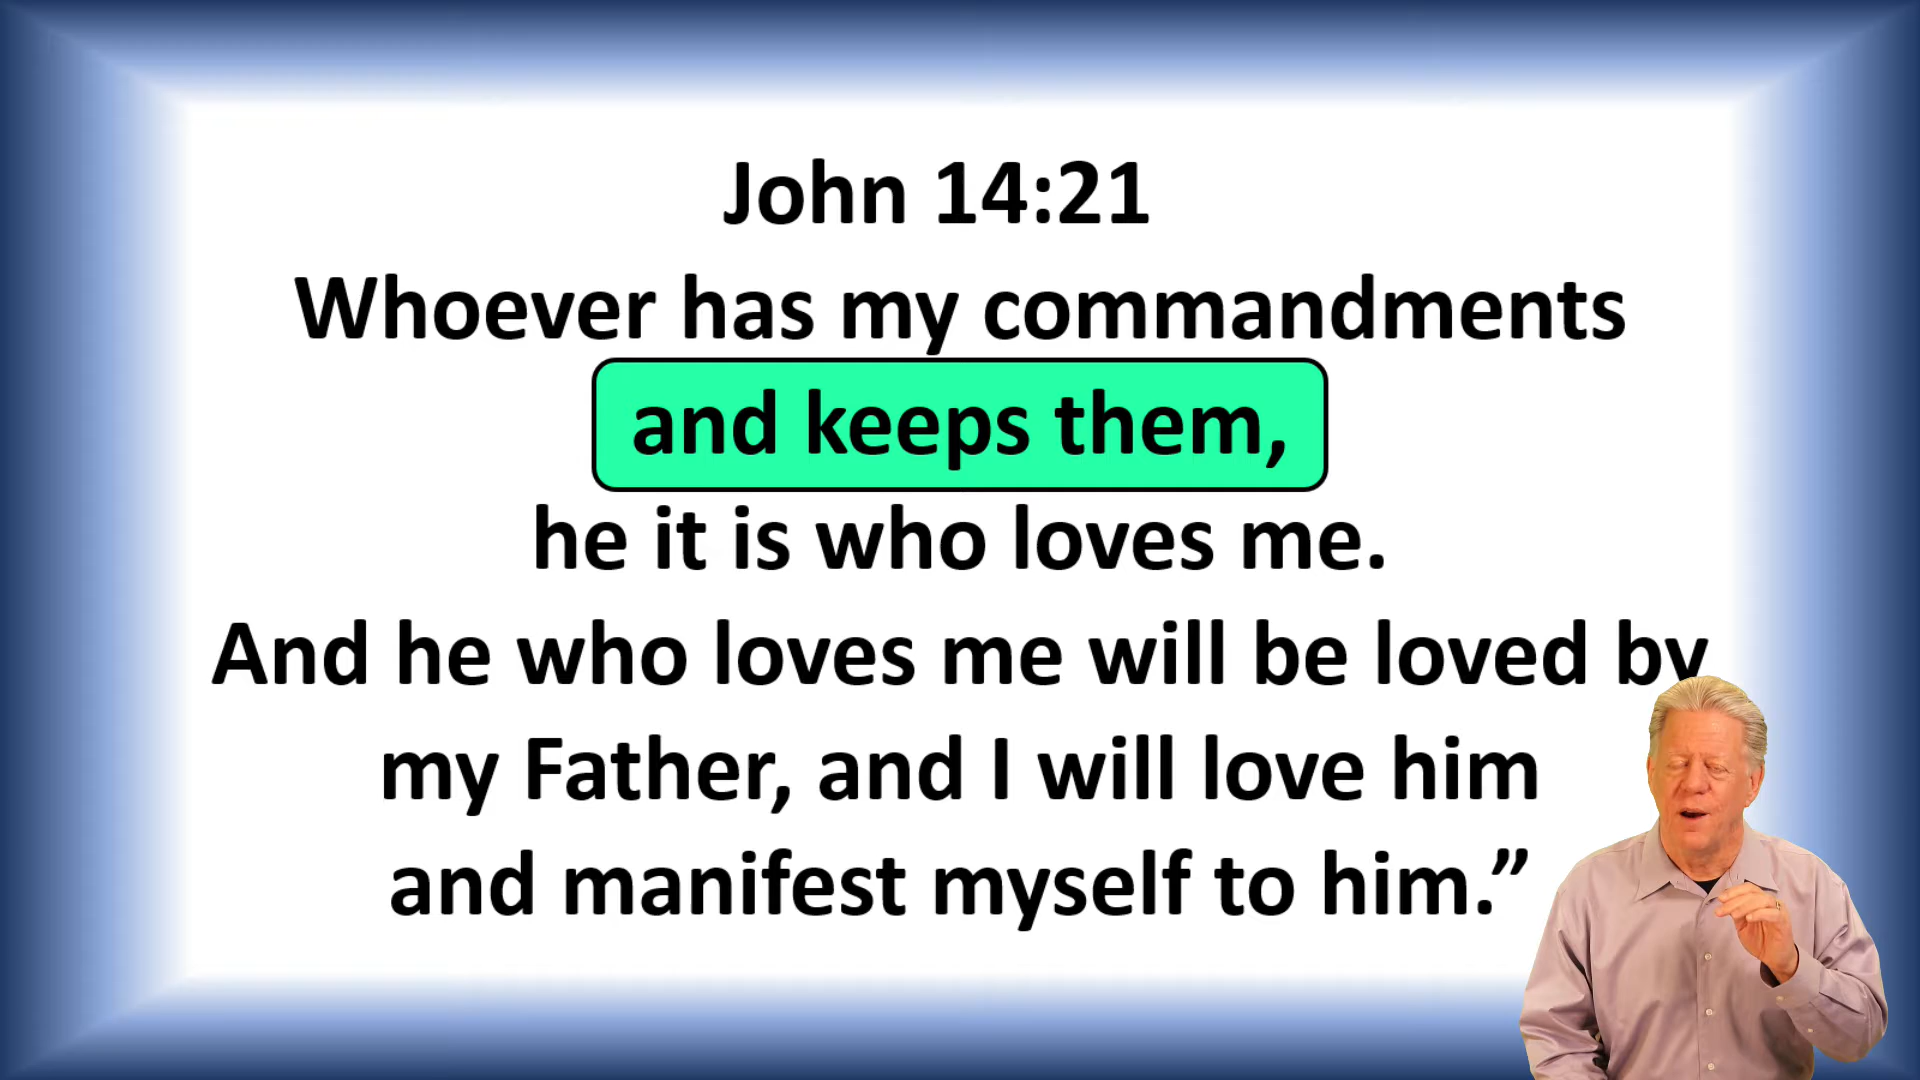 John 14:21
Whoever has my commandments
and keeps them,
he it is who loves me.
And he who loves me will be loved by
my Father, and I will love him
and manifest myself to him.”